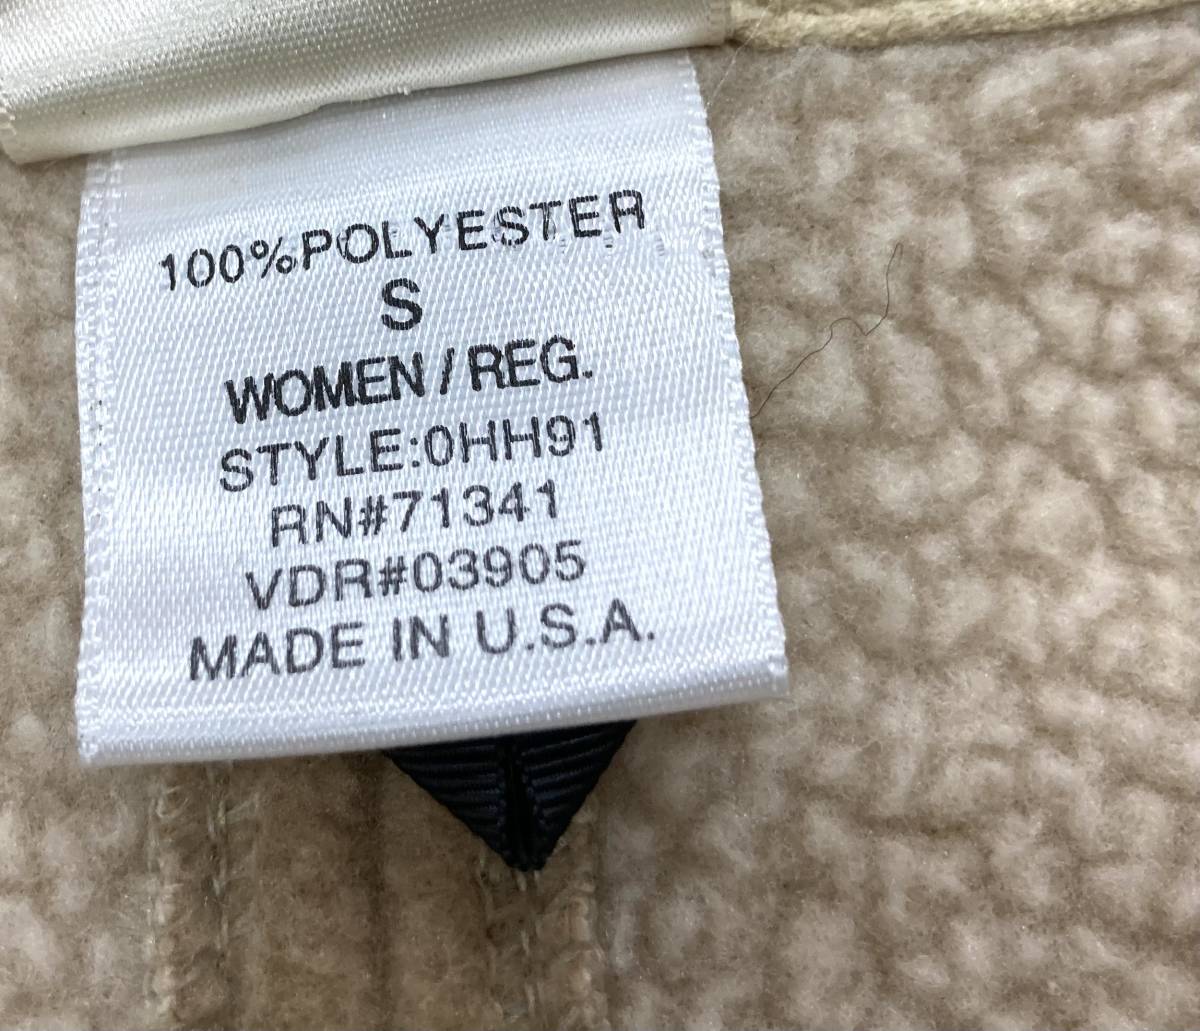 100%POLYESTER
S
WOMEN / REG.
STYLE:0HH91
RN#71341
VDR#03905
MADE IN U.S.A.